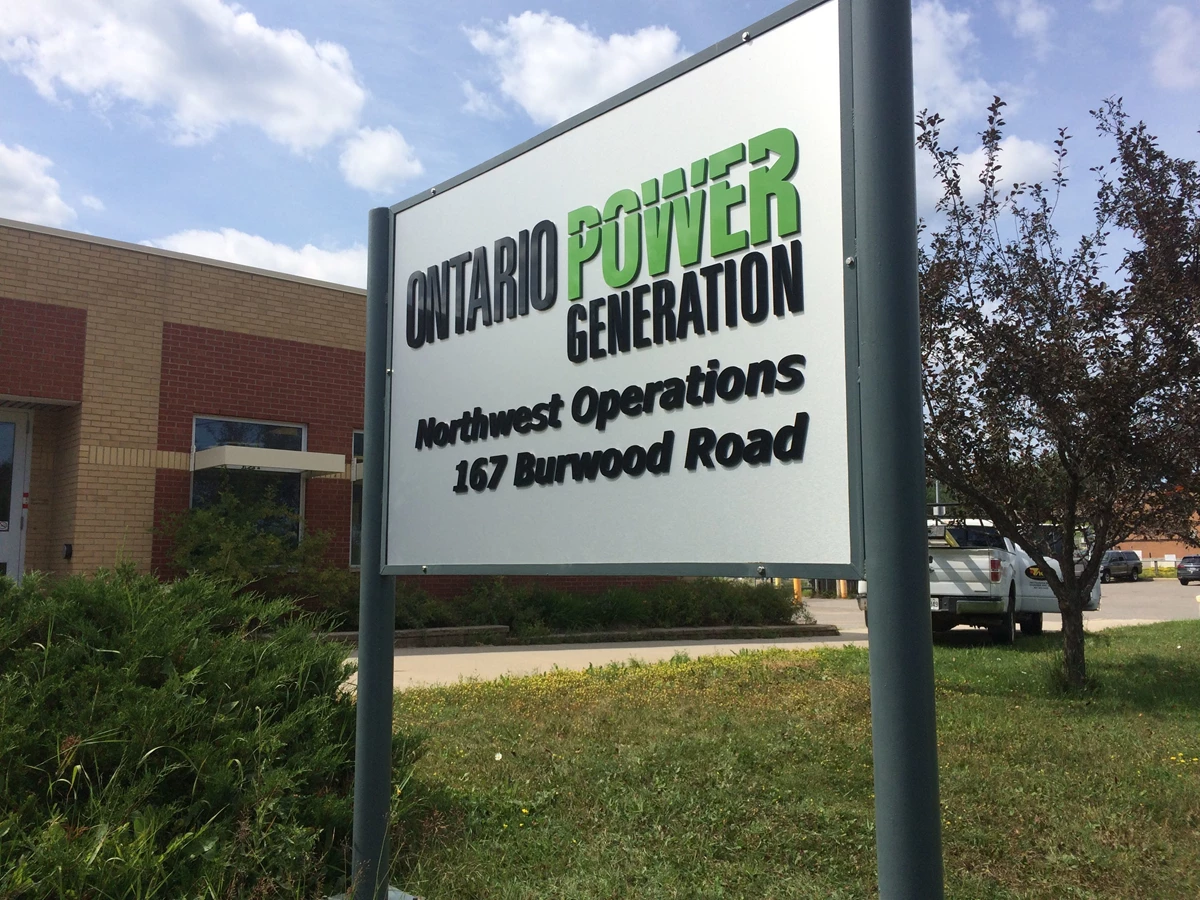 ONTARIO POWER
GENERATION
Northwest Operations
167 Burwood Road